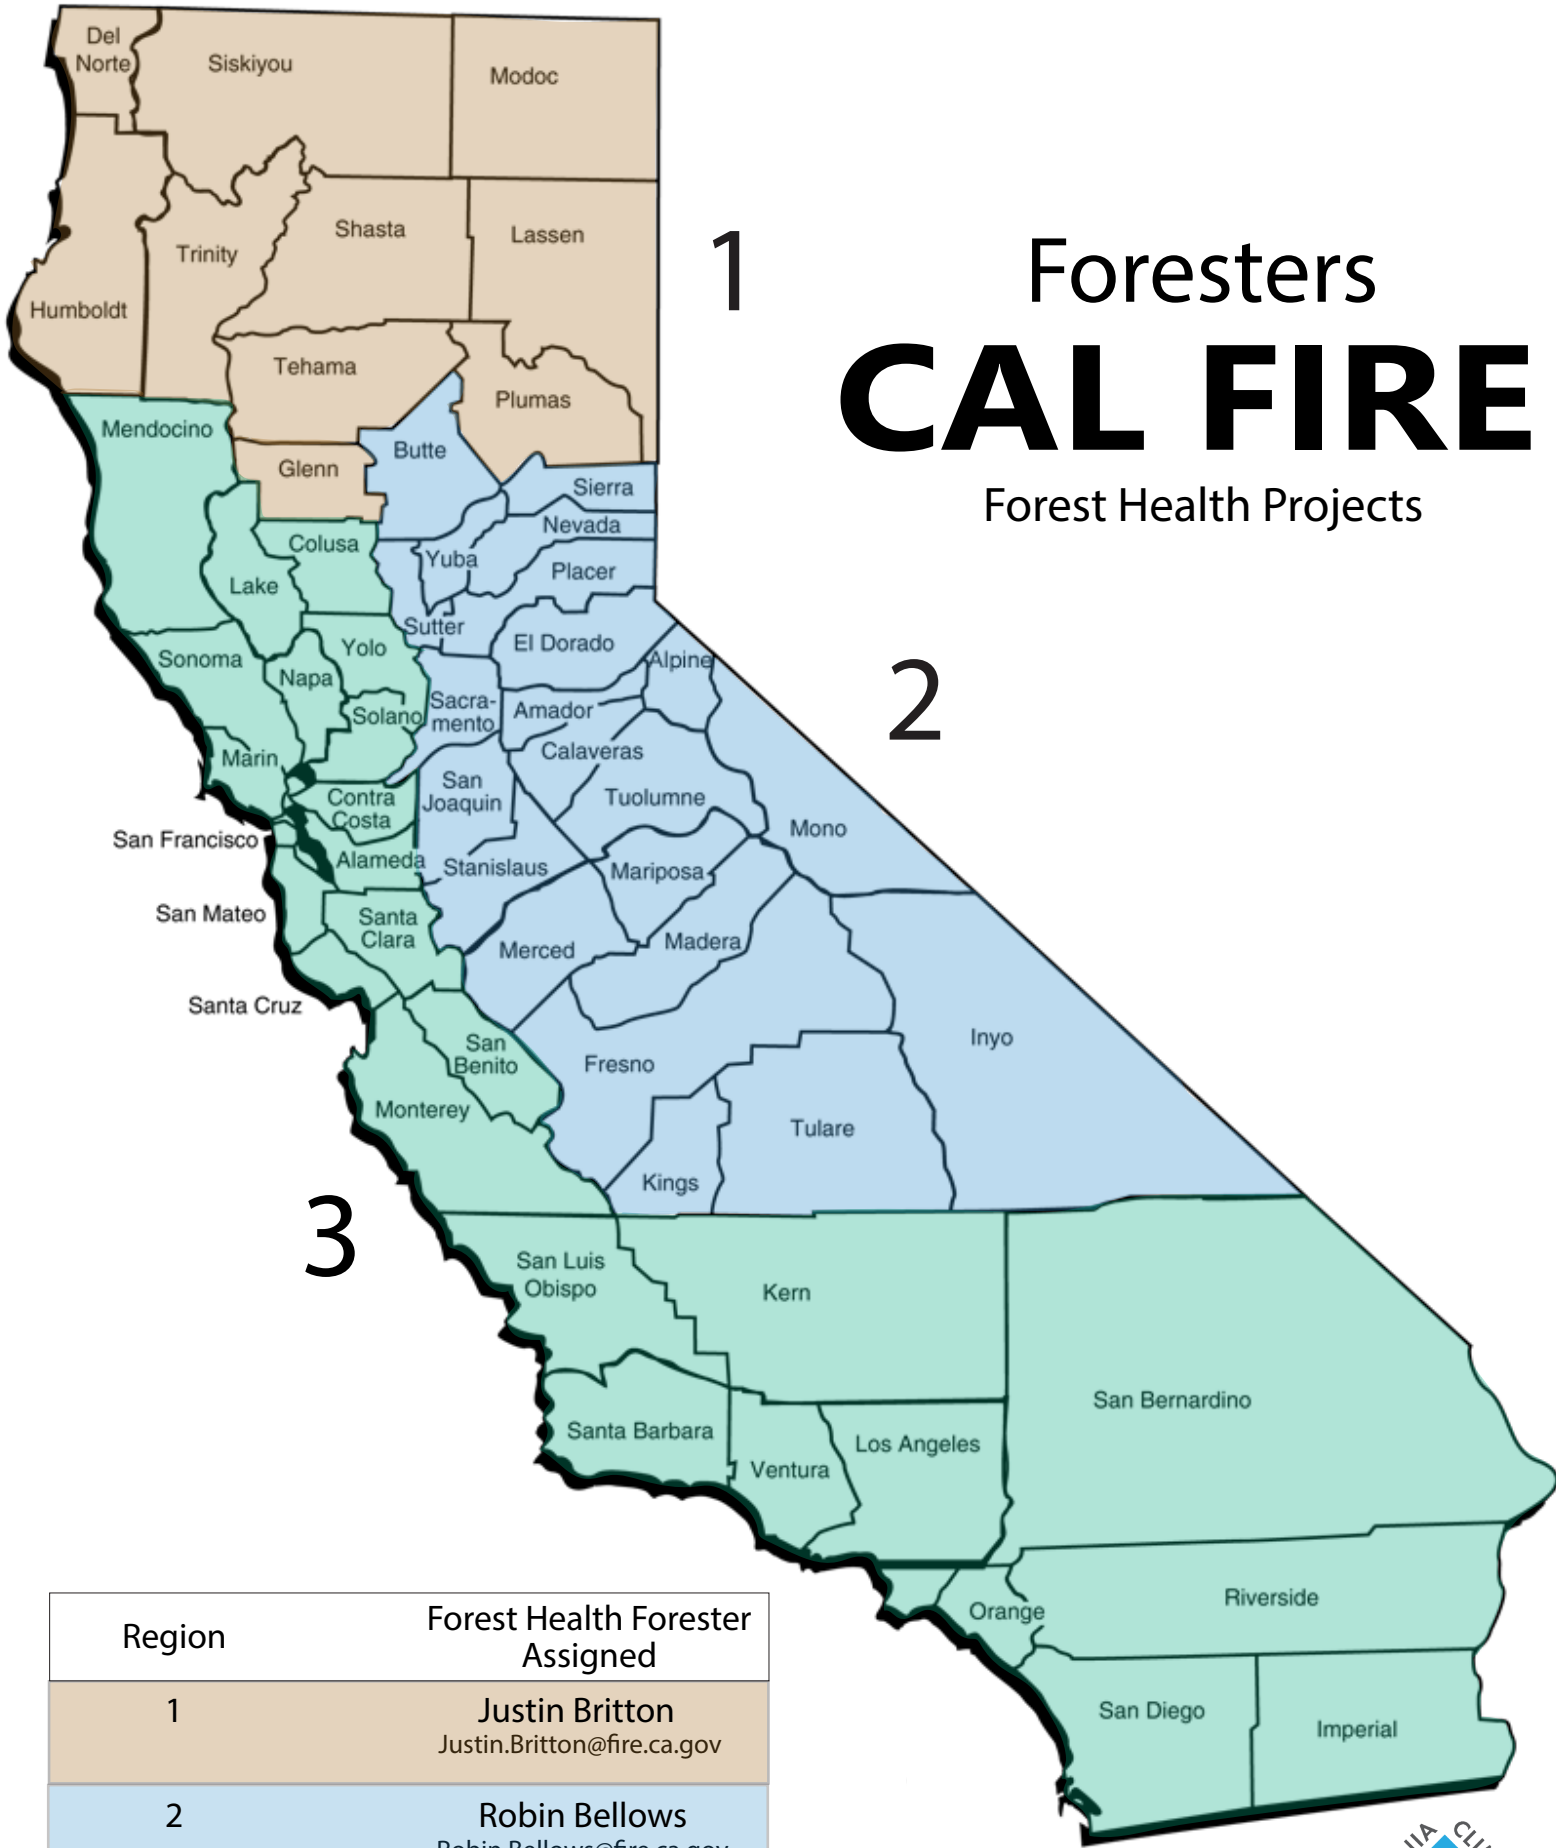 Del
Norte
Siskiyou
Modoc
Shasta
Lassen
Trinity
Humboldt
1
Foresters
CAL FIRE
Forest Health Projects
Tehama
Plumas
Mendocino
Butte
Glenn
Sierra
Nevada
Colusa
Yuba
Placer
Lake
Sutter
El Dorado
Yolo
Sonoma
Alpine
Napa
2
Sacra-
mento
Amador
Solano
Calaveras
Marin
San
Joaquin
Contra
Costa
Tuolumne
Mono
San Francisco
Alameda
Stanislaus
Mariposa
San Mateo
Santa
Clara
Merced
Madera
Santa Cruz
San
Benito
Fresno
Inyo
Monterey
Tulare
Kings
3
San Luis
Obispo
Kern
San Bernardino
Santa Barbara
Los Angeles
Ventura
Orange
Riverside
San Diego
Imperial
Region
Forest Health Forester
Assigned
1
Justin Britton
Justin.Britton@fire.ca.gov
2
Robin Bellows
Robin.Bellows@fire.ca.gov